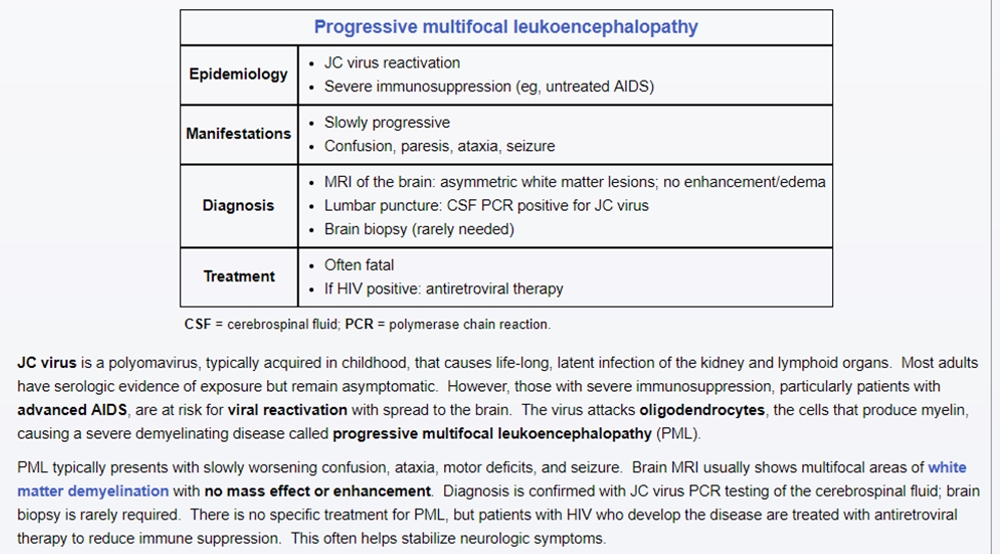 Progressive multifocal leukoencephalopathy
Epidemiology
• JC virus reactivation
• Severe immunosuppression (eg, untreated AIDS)
Manifestations
• Slowly progressive
• Confusion, paresis, ataxia, seizure
Diagnosis
• MRI of the brain: asymmetric white matter lesions; no enhancement/edema
• Lumbar puncture: CSF PCR positive for JC virus
• Brain biopsy (rarely needed)
Treatment
• Often fatal
• If HIV positive: antiretroviral therapy
CSF = cerebrospinal fluid; PCR = polymerase chain reaction.
JC virus is a polyomavirus, typically acquired in childhood, that causes life-long, latent infection of the kidney and lymphoid organs. Most adults
have serologic evidence of exposure but remain asymptomatic. However, those with severe immunosuppression, particularly patients with
advanced AIDS, are at risk for viral reactivation with spread to the brain. The virus attacks oligodendrocytes, the cells that produce myelin,
causing a severe demyelinating disease called progressive multifocal leukoencephalopathy (PML).
PML typically presents with slowly worsening confusion, ataxia, motor deficits, and seizure. Brain MRI usually shows multifocal areas of white
matter demyelination with no mass effect or enhancement. Diagnosis is confirmed with JC virus PCR testing of the cerebrospinal fluid; brain
biopsy is rarely required. There is no specific treatment for PML, but patients with HIV who develop the disease are treated with antiretroviral
therapy to reduce immune suppression. This often helps stabilize neurologic symptoms.